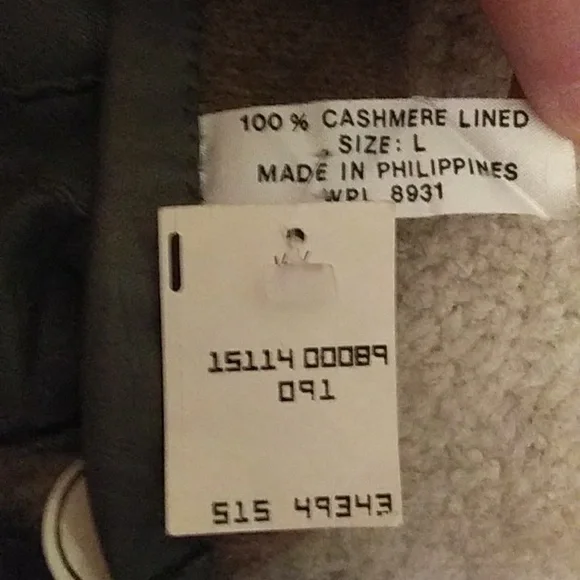 100 % CASHMERE LINED
SIZE: L
MADE IN PHILIPPINES
WPL 8931
15114 00089
091
515 49343